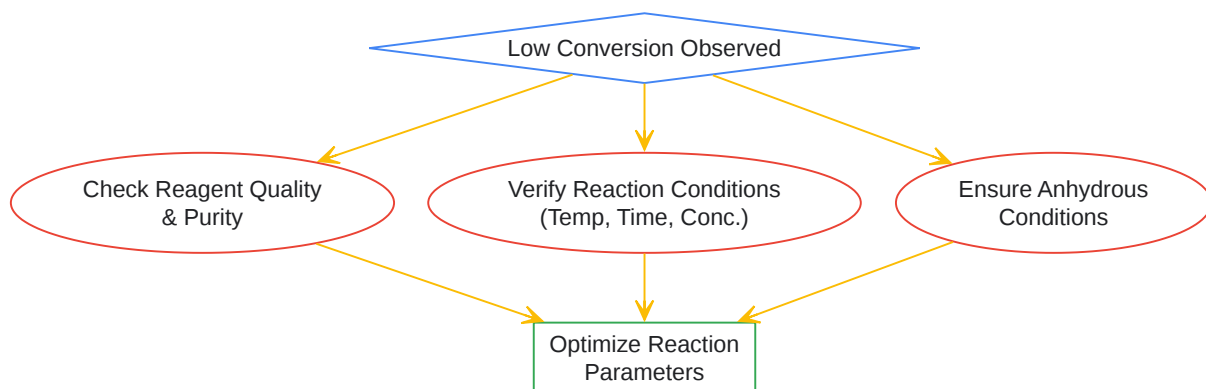 Low Conversion Observed
Check Reagent Quality
& Purity
Verify Reaction Conditions
(Temp, Time, Conc.)
Ensure Anhydrous
Conditions
Optimize Reaction
Parameters